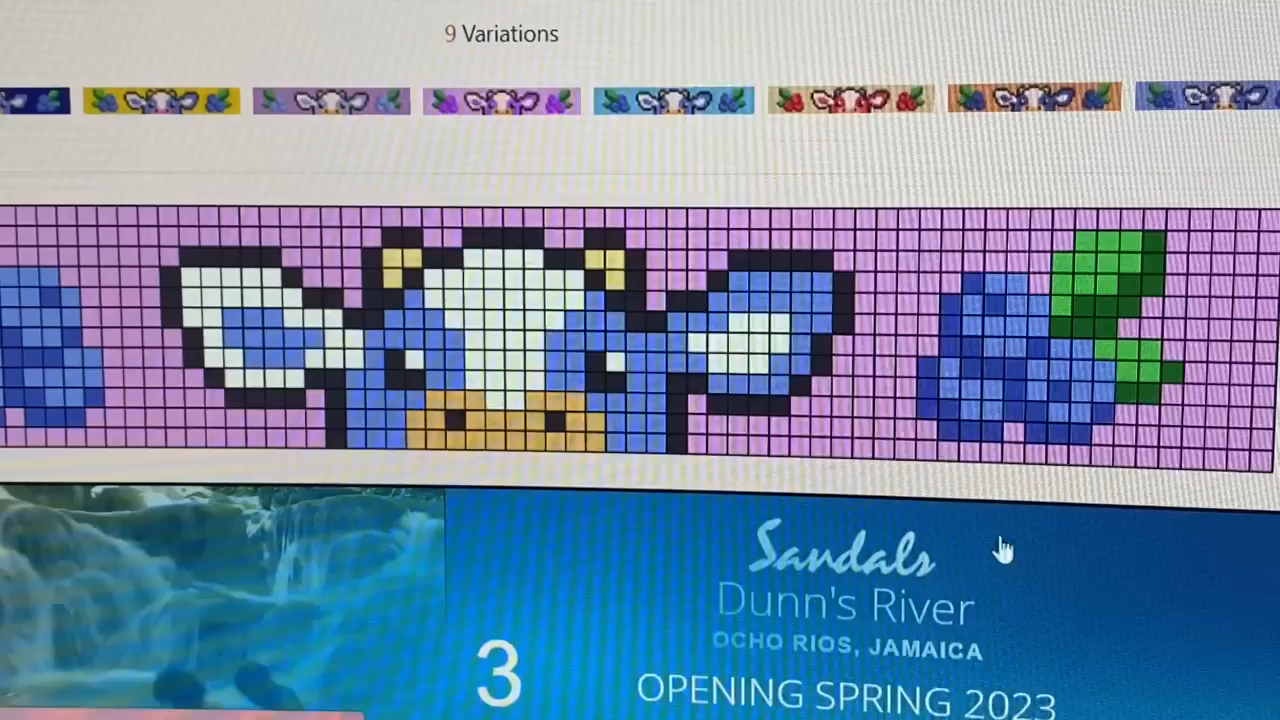 9 Variations
Sandals
Dunn's River
OCHO RIOS, JAMAICA
3
OPENING SPRING 2023